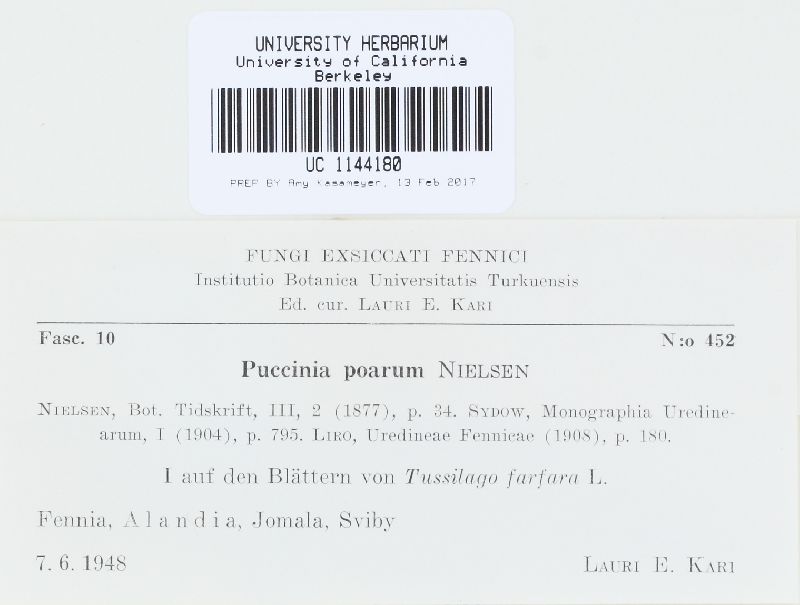 UNIVERSITY HERBARIUM
University of California
Berkeley
UC 1144180
PREP BY Amy Kasameyer, 13 Feb 2017
FUNGI EXSICCATI FENNICI
Institutio Botanica Universitatis Turkuensis
Ed. cur. LAURI E. KARI
Fasc. 10 N:o 452
Puccinia poarum NIELSEN
NIELSEN, Bot. Tidskrift, III, 2 (1877), p. 34. SYDOW, Monographia Uredine-
arum, I (1904), p. 795. LIRO, Uredineae Fennicae (1908), p. 180.
I auf den Blättern von Tussilago farfara L.
Fennia, Alandia, Jomala, Sviby
7. 6. 1948 LAURI E. KARI